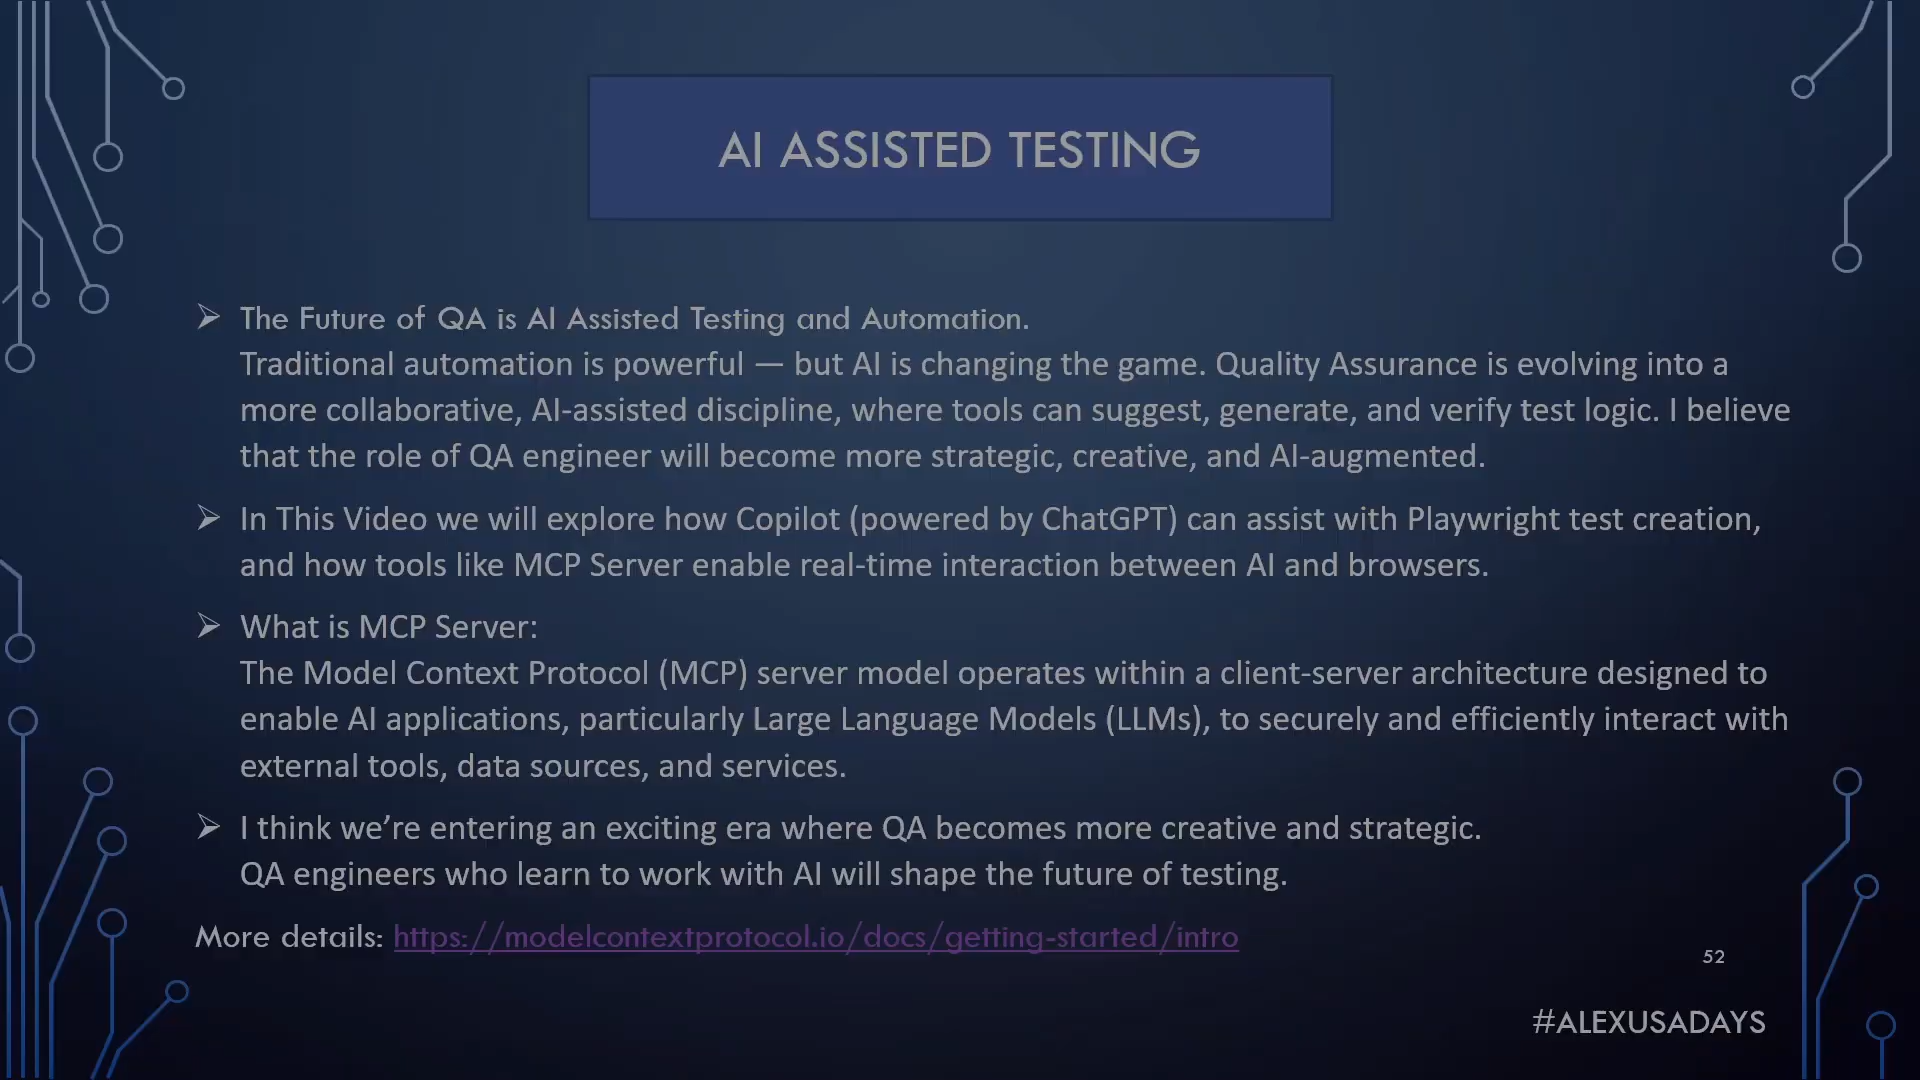 AI ASSISTED TESTING
➢ The Future of QA is AI Assisted Testing and Automation.
Traditional automation is powerful — but AI is changing the game. Quality Assurance is evolving into a
more collaborative, AI-assisted discipline, where tools can suggest, generate, and verify test logic. I believe
that the role of QA engineer will become more strategic, creative, and AI-augmented.
➢ In This Video we will explore how Copilot (powered by ChatGPT) can assist with Playwright test creation,
and how tools like MCP Server enable real-time interaction between AI and browsers.
➢ What is MCP Server:
The Model Context Protocol (MCP) server model operates within a client-server architecture designed to
enable AI applications, particularly Large Language Models (LLMs), to securely and efficiently interact with
external tools, data sources, and services.
➢ I think we’re entering an exciting era where QA becomes more creative and strategic.
QA engineers who learn to work with AI will shape the future of testing.
More details: https://modelcontextprotocol.io/docs/getting-started/intro
52
#ALEXUSADAYS